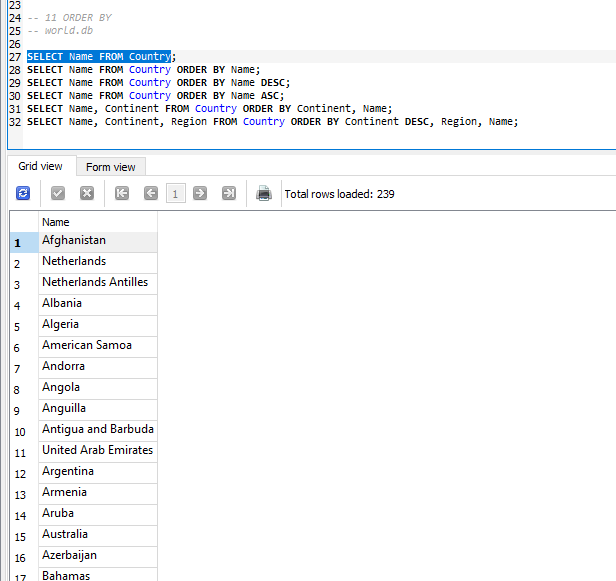 23
24 -- 11 ORDER BY
25 -- world.db
26
27 SELECT Name FROM Country;
28 SELECT Name FROM Country ORDER BY Name;
29 SELECT Name FROM Country ORDER BY Name DESC;
30 SELECT Name FROM Country ORDER BY Name ASC;
31 SELECT Name, Continent FROM Country ORDER BY Continent, Name;
32 SELECT Name, Continent, Region FROM Country ORDER BY Continent DESC, Region, Name;
Grid view Form view
1 Total rows loaded: 239
Name
1 Afghanistan
2 Netherlands
3 Netherlands Antilles
4 Albania
5 Algeria
6 American Samoa
7 Andorra
8 Angola
9 Anguilla
10 Antigua and Barbuda
11 United Arab Emirates
12 Argentina
13 Armenia
14 Aruba
15 Australia
16 Azerbaijan
17 Bahamas